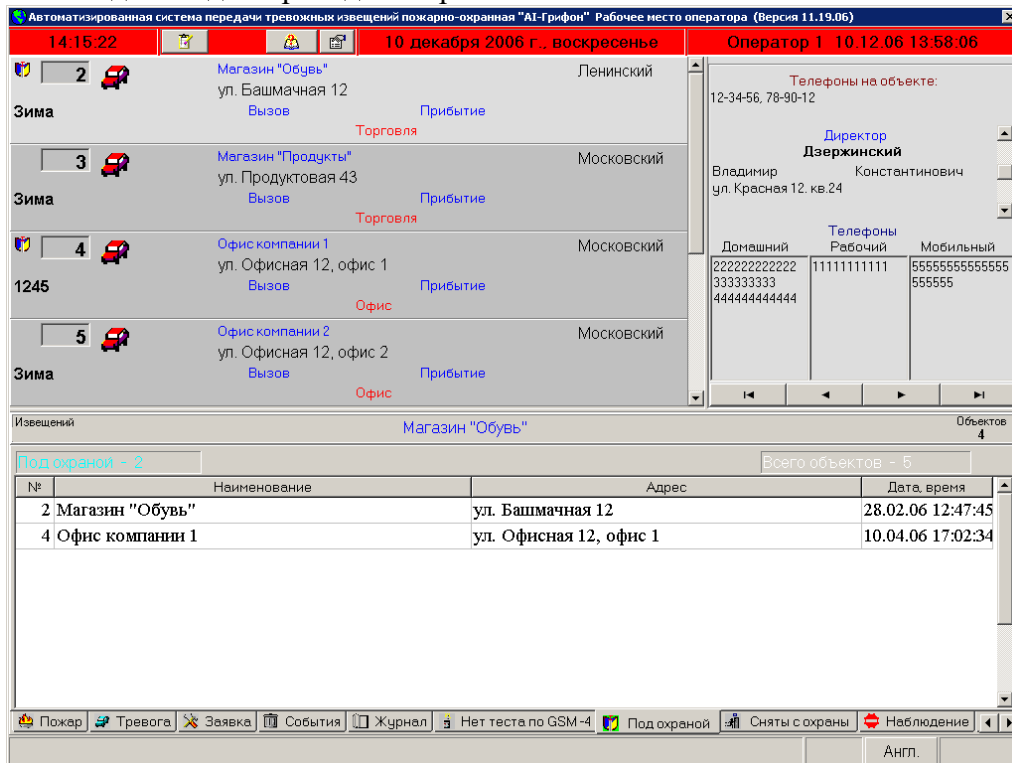 Автоматизированная система передачи тревожных извещений пожарно-охранная "AI-Грифон" Рабочее место оператора (Версия 11.19.06)
14:15:22 10 декабря 2006 г., воскресенье Оператор 1 10.12.06 13:58:06
2 Магазин "Обувь" Ленинский
ул. Башмачная 12
Зима Вызов Прибытие
Торговля
3 Магазин "Продукты" Московский
ул. Продуктовая 43
Зима Вызов Прибытие
Торговля
4 Офис компании 1 Московский
ул. Офисная 12, офис 1
1245 Вызов Прибытие
Офис
5 Офис компании 2 Московский
ул. Офисная 12, офис 2
Зима Вызов Прибытие
Офис
Телефоны на объекте:
12-34-56, 78-90-12
Директор
Дзержинский
Владимир Константинович
ул. Красная 12. кв.24
Телефоны
Домашний Рабочий Мобильный
222222222222 11111111111 55555555555555
333333333 555555
444444444444
Извещений Магазин "Обувь" Объектов
4
Под охраной - 2 Всего объектов - 5
№ Наименование Адрес Дата, время
2 Магазин "Обувь" ул. Башмачная 12 28.02.06 12:47:45
4 Офис компании 1 ул. Офисная 12, офис 1 10.04.06 17:02:34
Пожар Тревога Заявка События Журнал Нет теста по GSM-4 Под охраной Сняты с охраны Наблюдение
Англ.